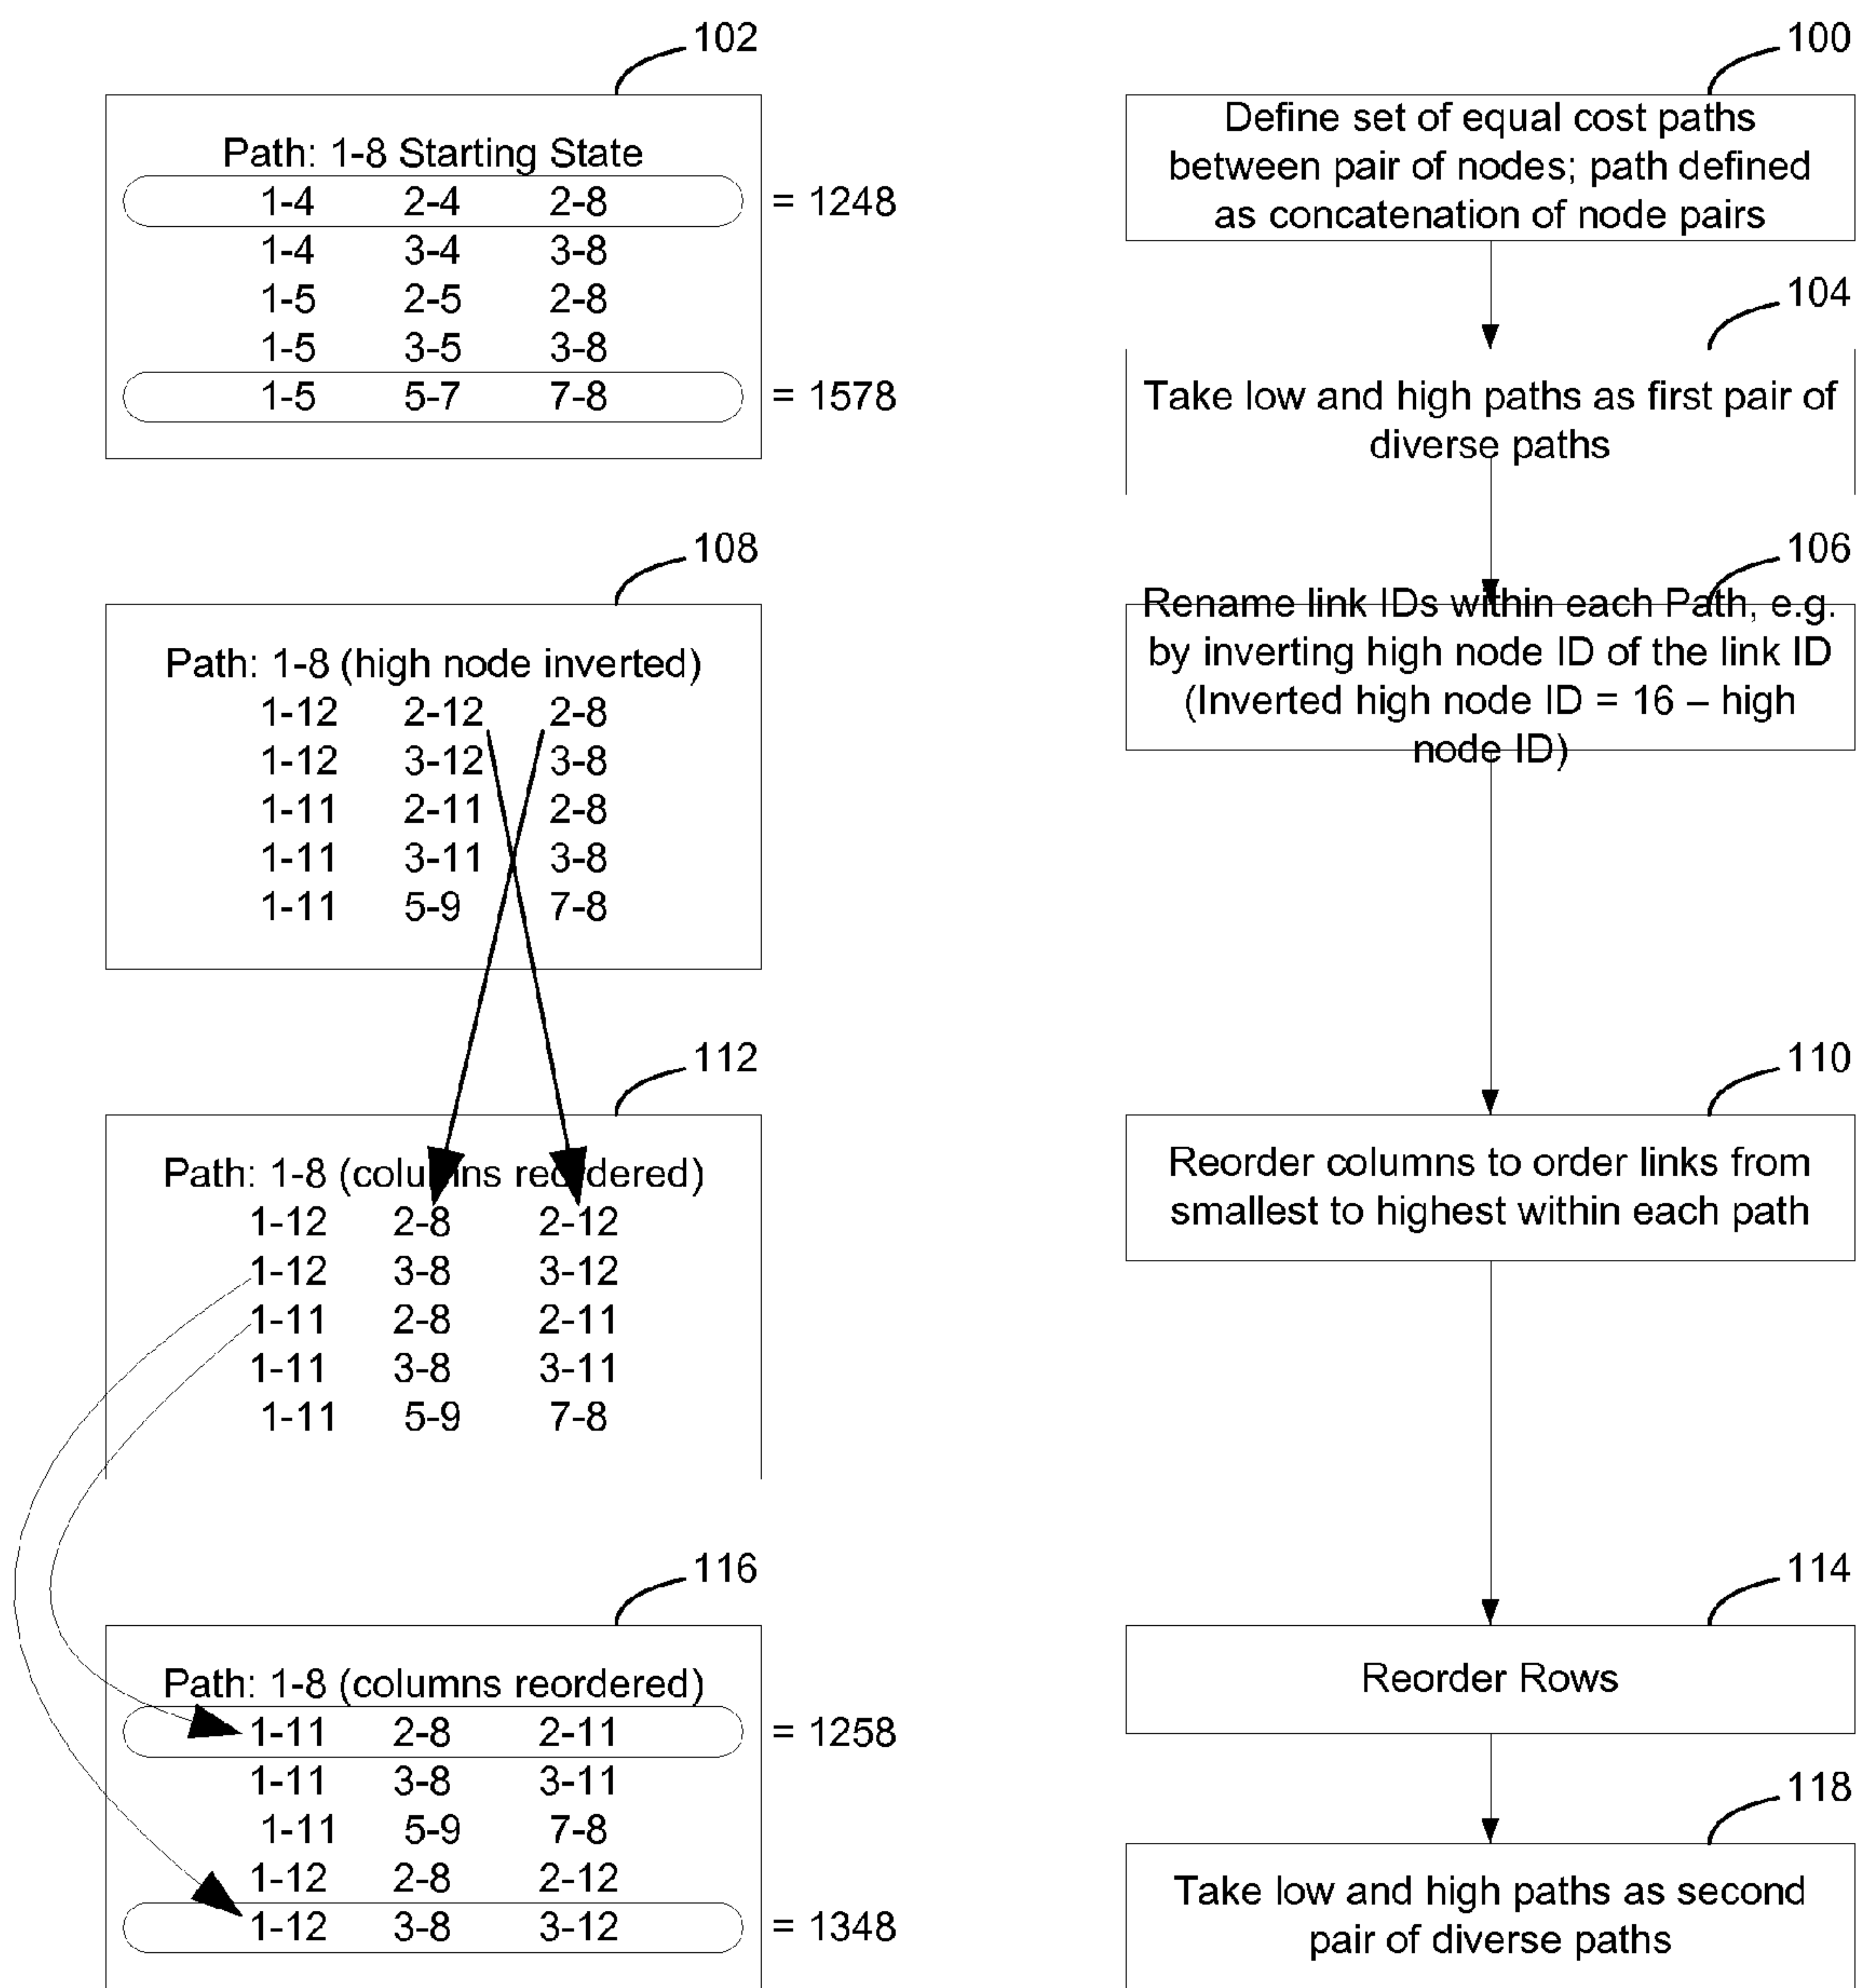 102
Path: 1-8 Starting State
1-4 2-4 2-8 = 1248
1-4 3-4 3-8
1-5 2-5 2-8
1-5 3-5 3-8
1-5 5-7 7-8 = 1578
108
Path: 1-8 (high node inverted)
1-12 2-12 2-8
1-12 3-12 3-8
1-11 2-11 2-8
1-11 3-11 3-8
1-11 5-9 7-8
112
Path: 1-8 (columns reordered)
1-12 2-8 2-12
1-12 3-8 3-12
1-11 2-8 2-11
1-11 3-8 3-11
1-11 5-9 7-8
116
Path: 1-8 (columns reordered)
1-11 2-8 2-11 = 1258
1-11 3-8 3-11
1-11 5-9 7-8
1-12 2-8 2-12
1-12 3-8 3-12 = 1348
100
Define set of equal cost paths
between pair of nodes; path defined
as concatenation of node pairs
104
Take low and high paths as first pair of
diverse paths
106
Rename link IDs within each Path, e.g.
by inverting high node ID of the link ID
(Inverted high node ID = 16 – high
node ID)
110
Reorder columns to order links from
smallest to highest within each path
114
Reorder Rows
118
Take low and high paths as second
pair of diverse paths